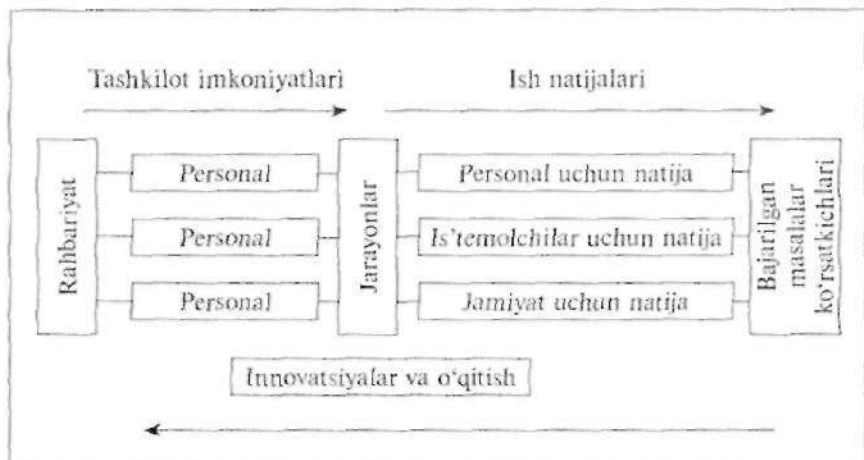 Tashkilot imkoniyatlari
Ish natijalari
Rahbariyat
Personal
Personal
Personal
Jarayonlar
Personal uchun natija
Is'temolchilar uchun natija
Jamiyat uchun natija
Bajarilgan
masalalar
ko‘rsatkichlari
Innovatsiyalar va o‘qitish